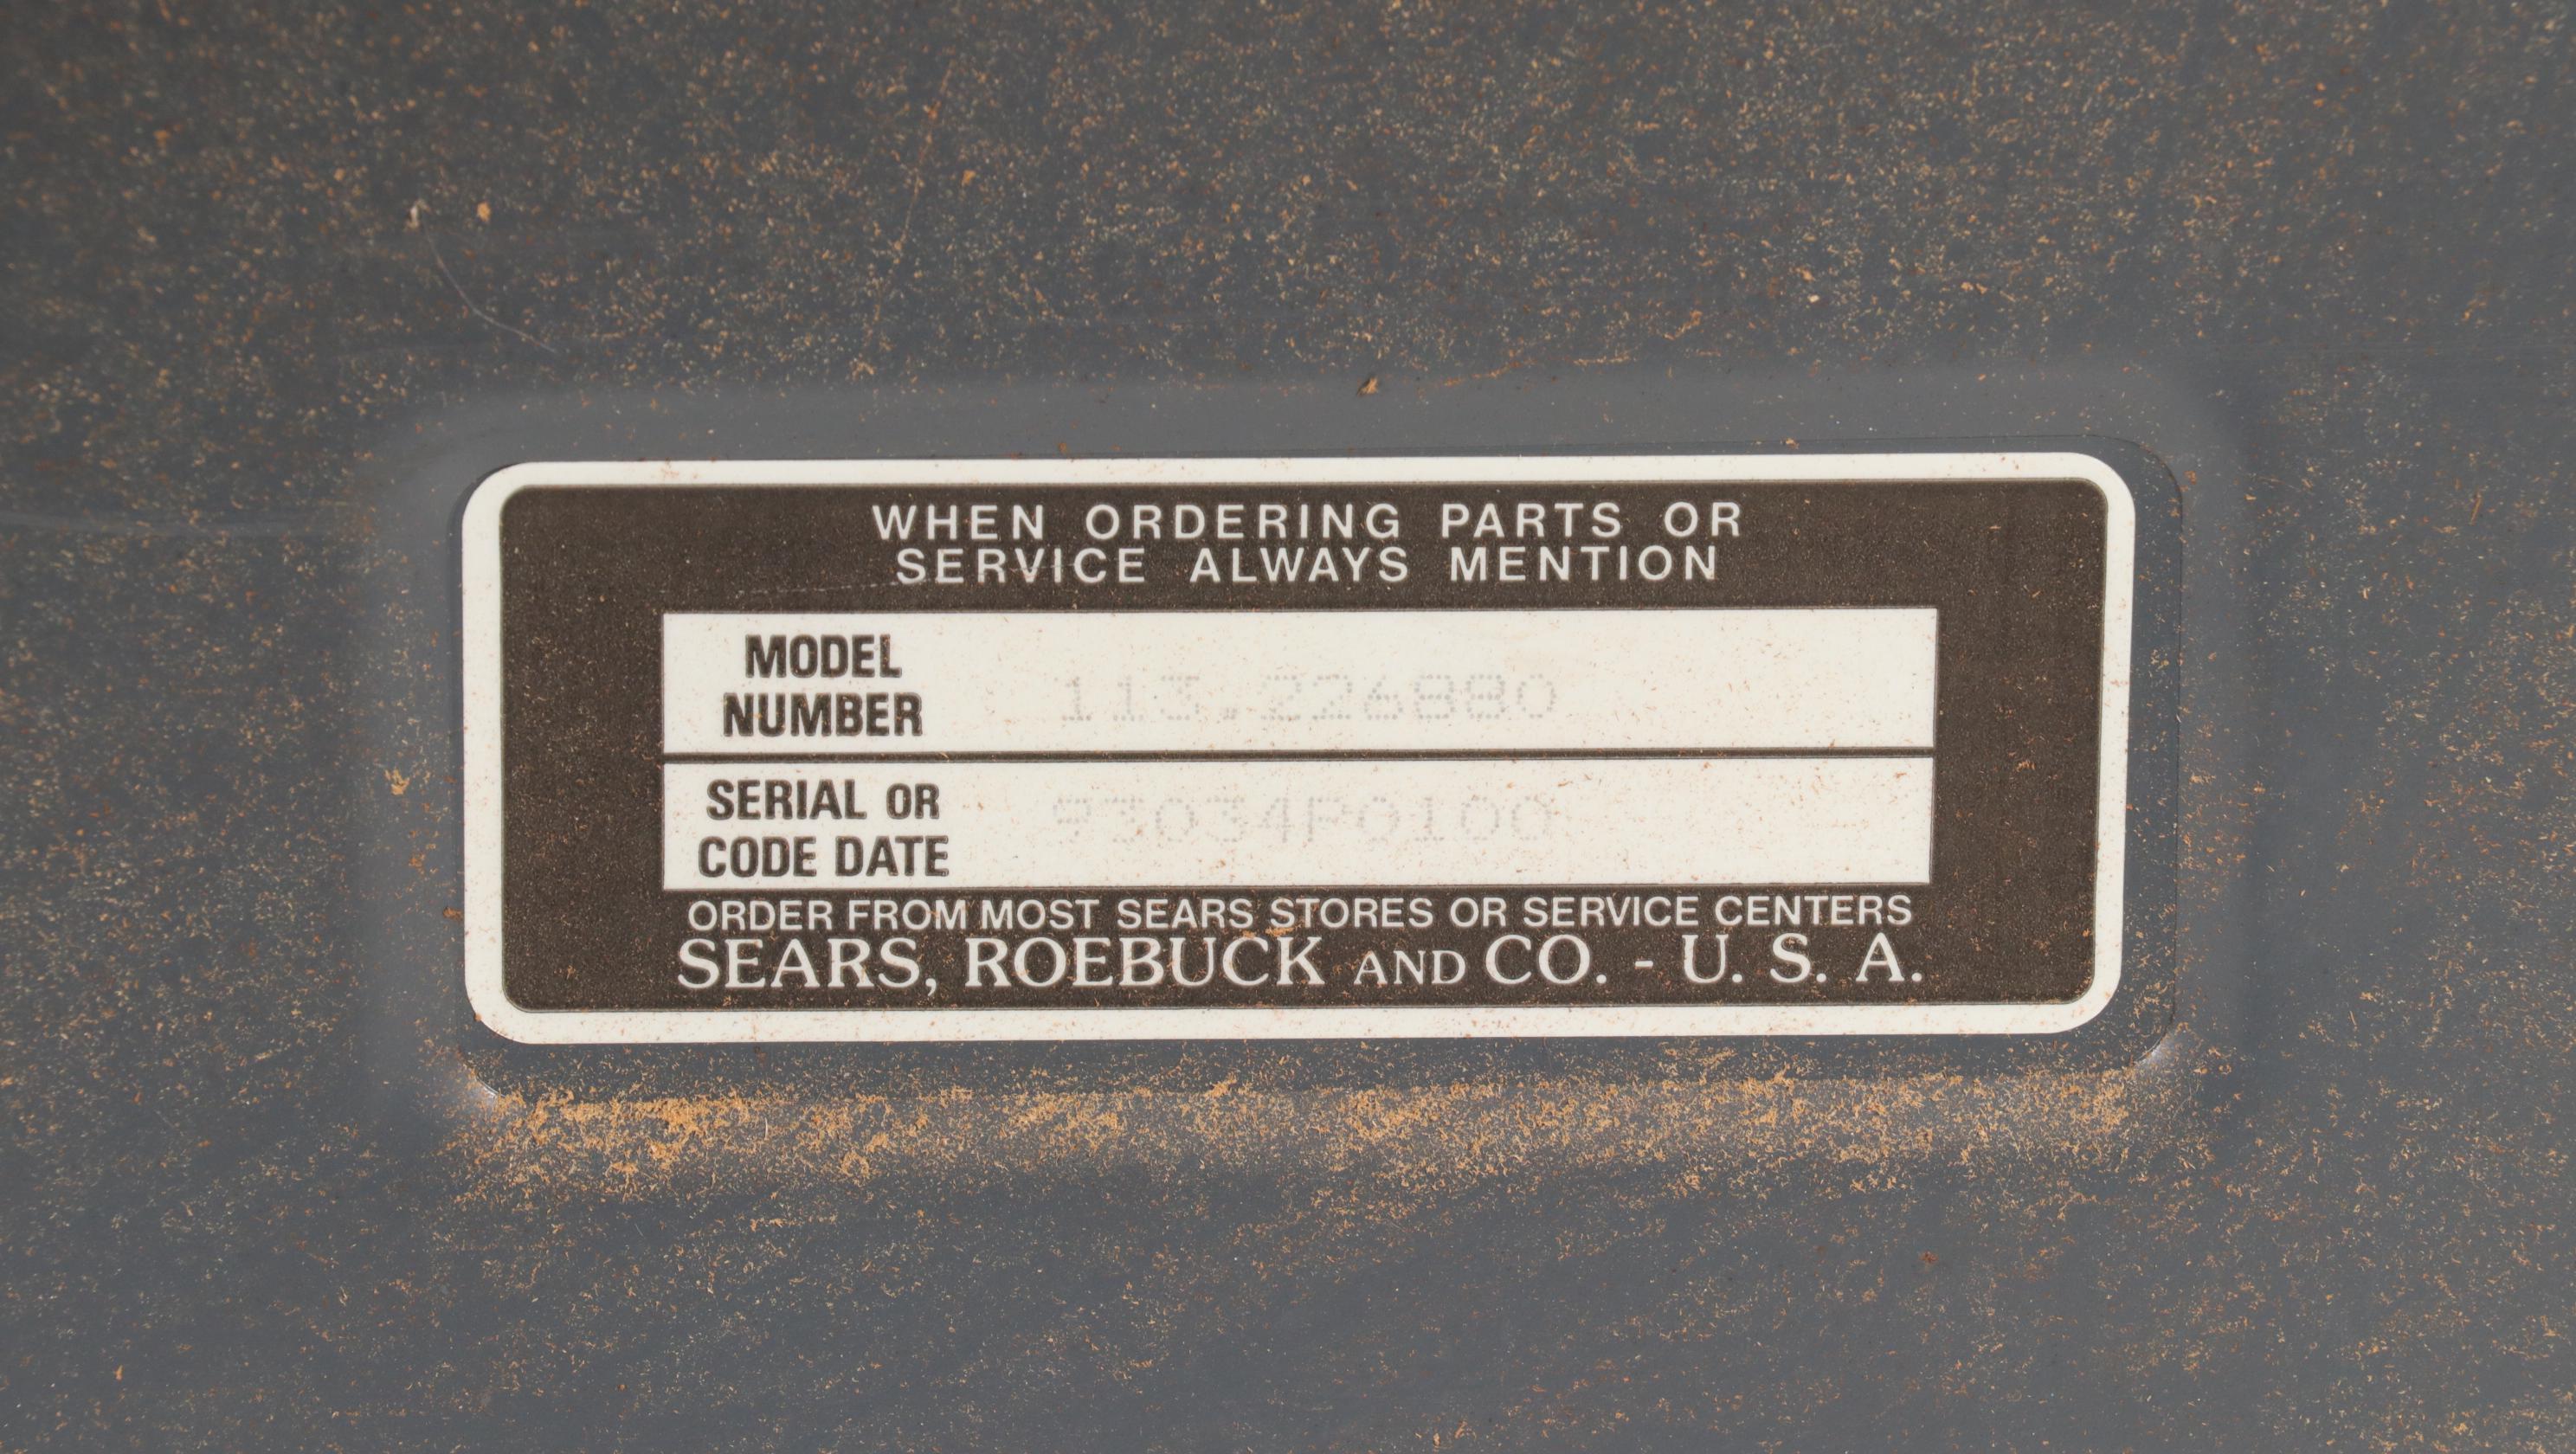 WHEN ORDERING PARTS OR
SERVICE ALWAYS MENTION
MODEL
NUMBER
113.226880
SERIAL OR
CODE DATE
93034P0100
ORDER FROM MOST SEARS STORES OR SERVICE CENTERS
SEARS, ROEBUCK AND CO. - U. S. A.